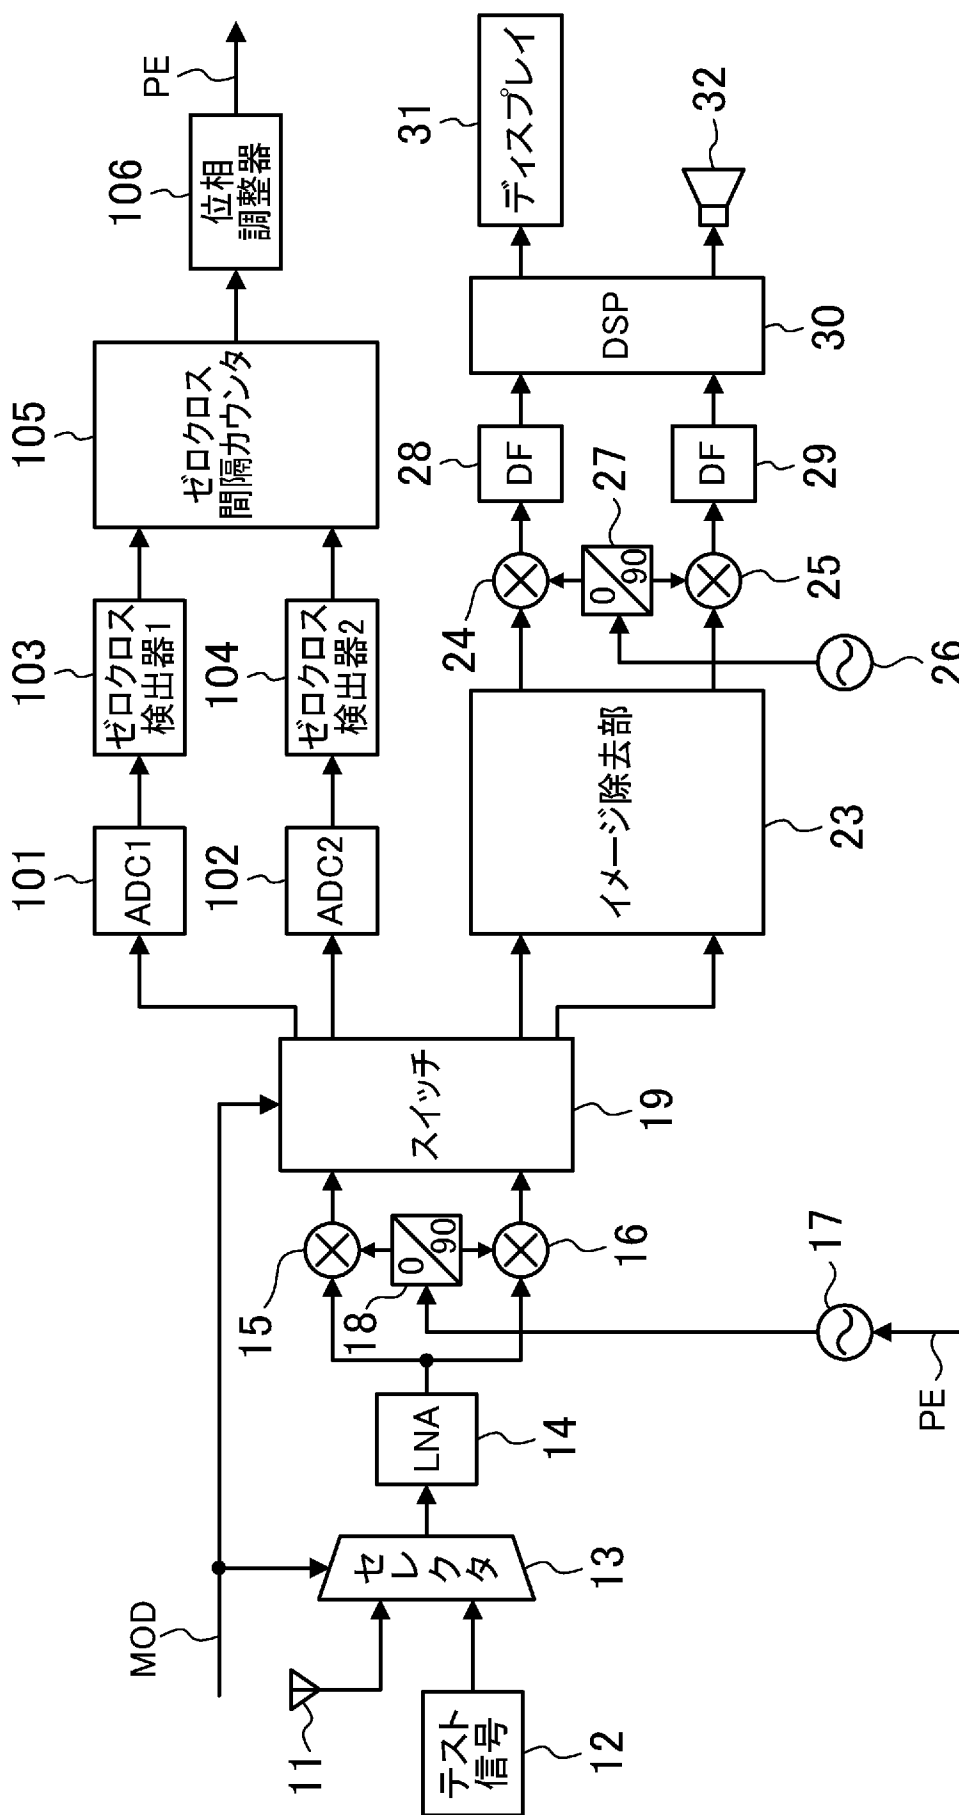 MOD
11
テスト
信号
12
セレクタ
13
LNA
14
15
16
0
90
18
17
PE
スイッチ
19
101
ADC1
102
ADC2
103
ゼロクロス
検出器1
104
ゼロクロス
検出器2
105
ゼロクロス
間隔カウンタ
106
位相
調整器
PE
イメージ除去部
23
24
25
26
0
90
27
28
DF
29
DF
DSP
30
31
ディスプレイ
32